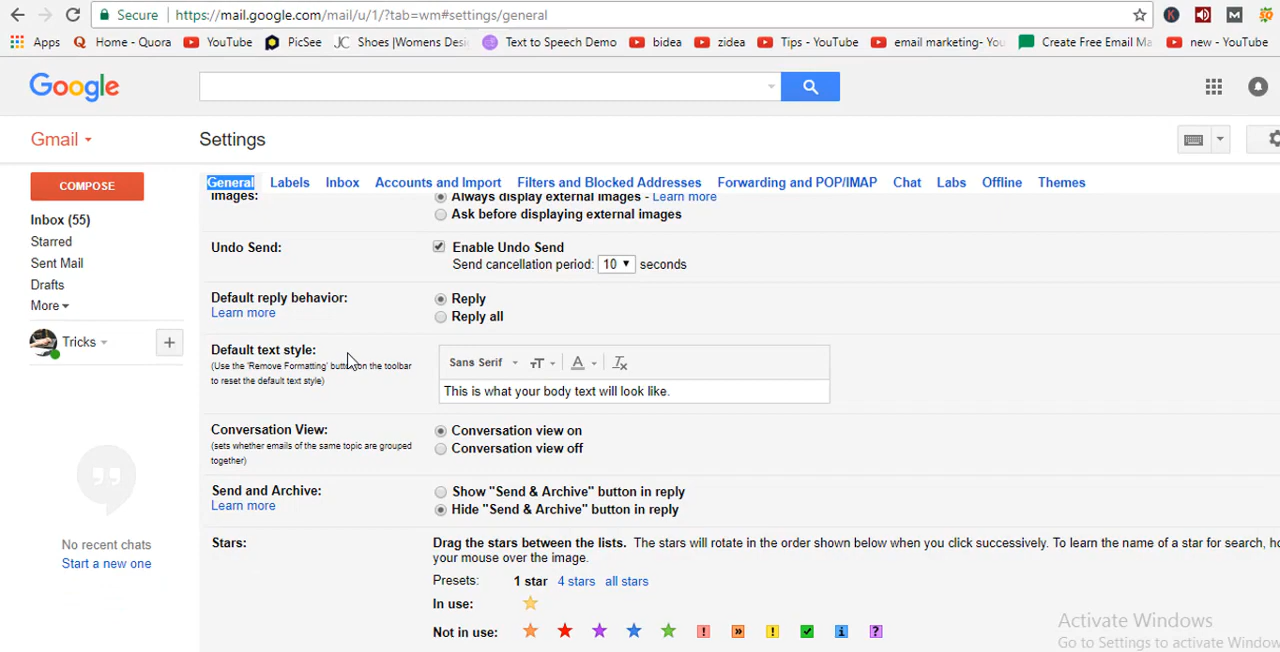 Secure https://mail.google.com/mail/u/1/?tab=wm#settings/general
Apps Home - Quora YouTube PicSee Shoes |Womens Desi Text to Speech Demo bidea zidea Tips - YouTube email marketing- You Create Free Email Ma new - YouTube
Google
Gmail Settings
COMPOSE
Inbox (55)
Starred
Sent Mail
Drafts
More
Tricks
No recent chats
Start a new one
General Labels Inbox Accounts and Import Filters and Blocked Addresses Forwarding and POP/IMAP Chat Labs Offline Themes
Images: Always display external images - Learn more
Ask before displaying external images
Undo Send: Enable Undo Send
Send cancellation period: 10 seconds
Default reply behavior: Reply
Learn more Reply all
Default text style:
(Use the 'Remove Formatting' button on the toolbar
to reset the default text style)
Sans Serif
This is what your body text will look like.
Conversation View: Conversation view on
(sets whether emails of the same topic are grouped
together)
Conversation view off
Send and Archive: Show "Send & Archive" button in reply
Learn more Hide "Send & Archive" button in reply
Stars: Drag the stars between the lists. The stars will rotate in the order shown below when you click successively. To learn the name of a star for search, ho
your mouse over the image.
Presets: 1 star 4 stars all stars
In use:
Not in use:
Activate Windows
Go to Settings to activate Window